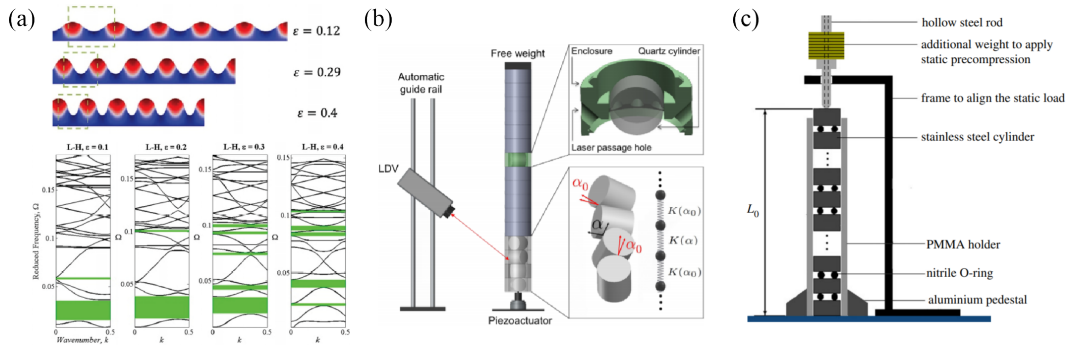 (a)
ε = 0.12
ε = 0.29
ε = 0.4
L-H, ε = 0.1
L-H, ε = 0.2
L-H, ε = 0.3
L-H, ε = 0.4
Reduced Frequency, Ω
0.15
0.1
0.05
0
0.5
Wavenumber, k
Ω
0.15
0.1
0.05
0
0.5
k
Ω
0.15
0.1
0.05
0
0.5
k
Ω
0.15
0.1
0.05
0
0.5
k
(b)
Automatic
guide rail
LDV
Free weight
Piezoactuator
Enclosure
Quartz cylinder
Laser passage hole
α₀
α
α₀
K(α₀)
K(α)
K(α₀)
(c)
hollow steel rod
additional weight to apply
static precompression
frame to align the static load
stainless steel cylinder
L₀
PMMA holder
nitrile O-ring
aluminium pedestal